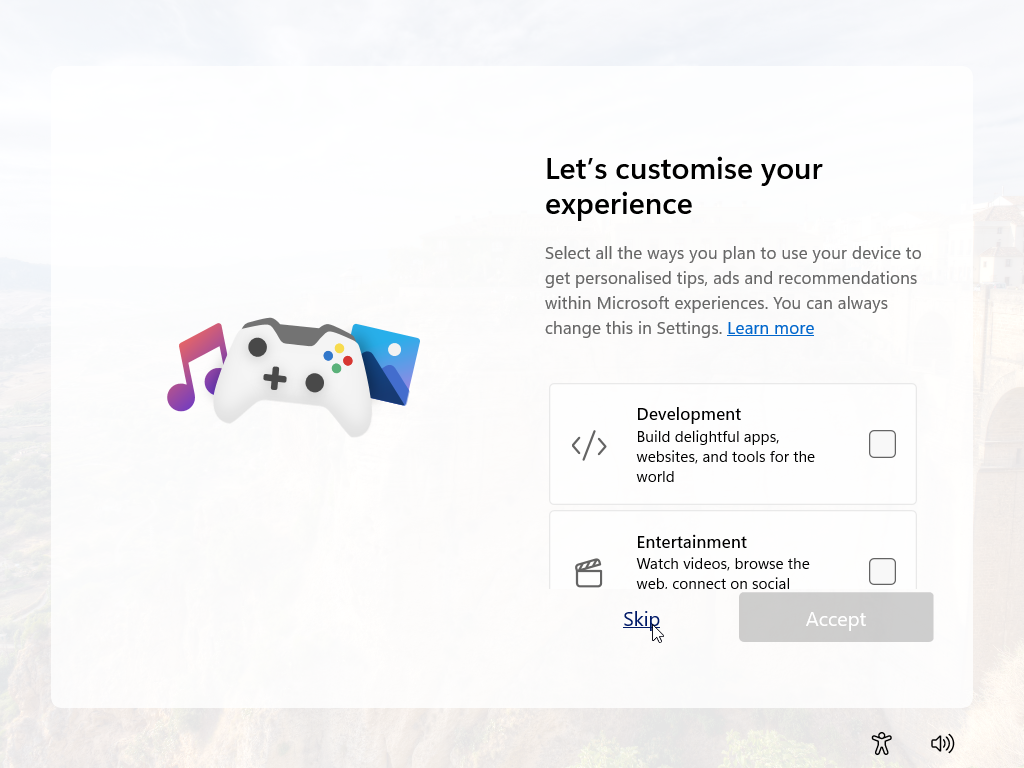 Let’s customise your
experience
Select all the ways you plan to use your device to
get personalised tips, ads and recommendations
within Microsoft experiences. You can always
change this in Settings. Learn more
Development
Build delightful apps,
websites, and tools for the
world
Entertainment
Watch videos, browse the
web, connect on social
Skip
Accept